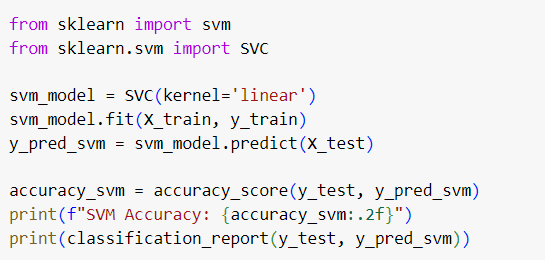 from sklearn import svm
from sklearn.svm import SVC
svm_model = SVC(kernel='linear')
svm_model.fit(X_train, y_train)
y_pred_svm = svm_model.predict(X_test)
accuracy_svm = accuracy_score(y_test, y_pred_svm)
print(f"SVM Accuracy: {accuracy_svm:.2f}")
print(classification_report(y_test, y_pred_svm))